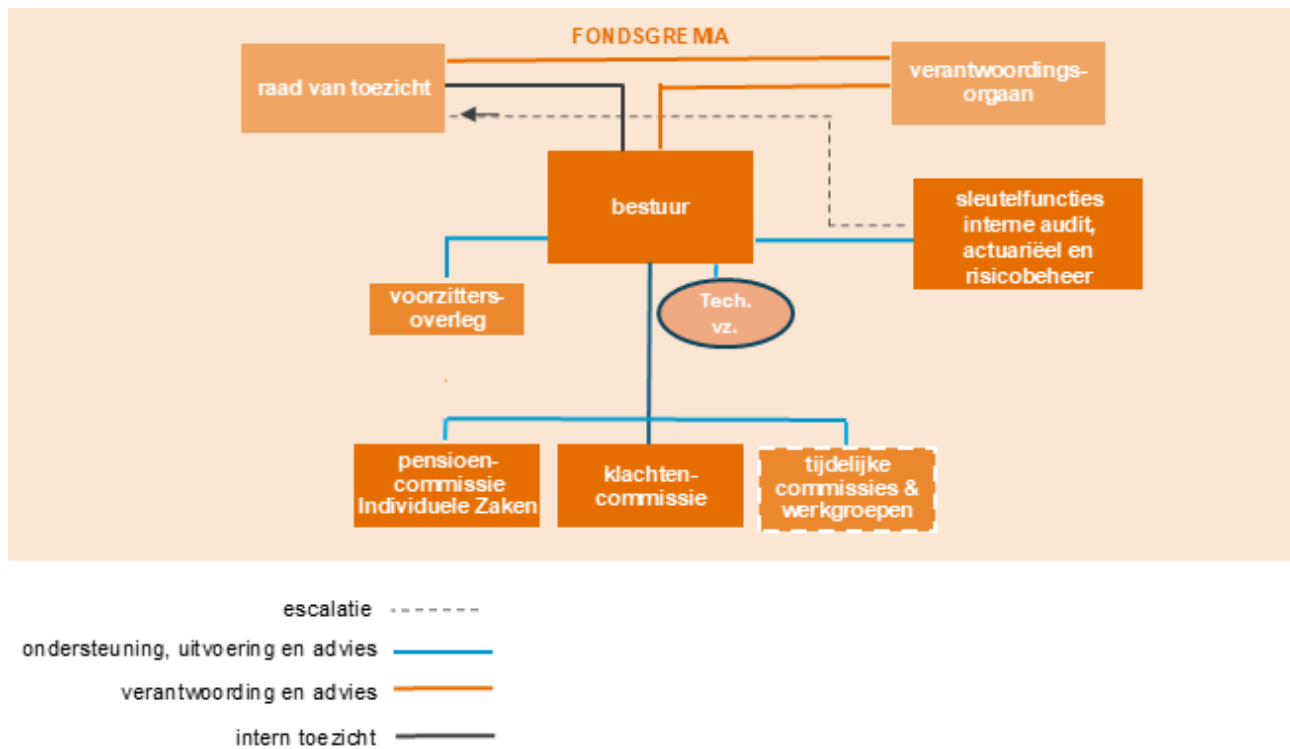 FONDSGREMIA
raad van toezicht
verantwoordings-
orgaan
bestuur
sleutelfuncties
interne audit,
actuariëel en
risicobeheer
voorzitters-
overleg
Tech.
vz.
pensioen-
commissie
Individuele Zaken
klachten-
commissie
tijdelijke
commissies &
werkgroepen
escalatie
ondersteuning, uitvoering en advies
verantwoording en advies
intern toezicht